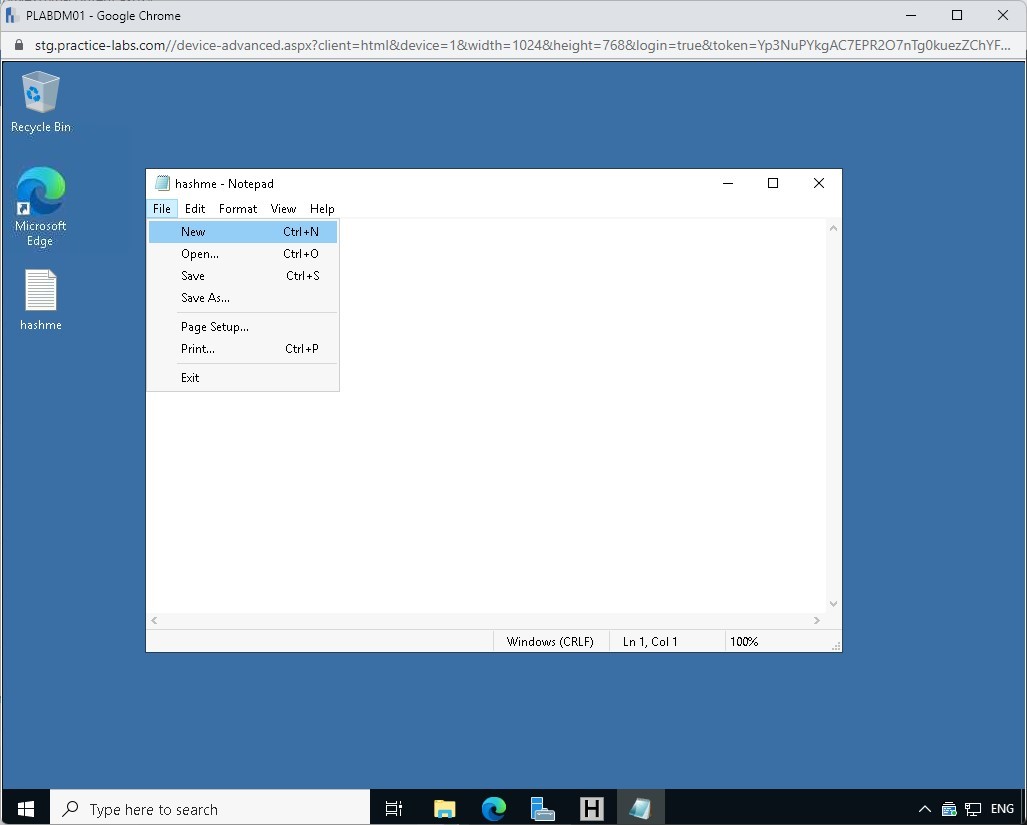 PLABDM01 - Google Chrome
stg.practice-labs.com//device-advanced.aspx?client=html&device=1&width=1024&height=768&login=true&token=Yp3NuPYkgAC7EPR2O7nTg0kuezZChYF...
Recycle Bin
Microsoft
Edge
hashme
hashme - Notepad
File Edit Format View Help
New Ctrl+N
Open... Ctrl+O
Save Ctrl+S
Save As...
Page Setup...
Print... Ctrl+P
Exit
Windows (CRLF) Ln 1, Col 1 100%
Type here to search H ENG